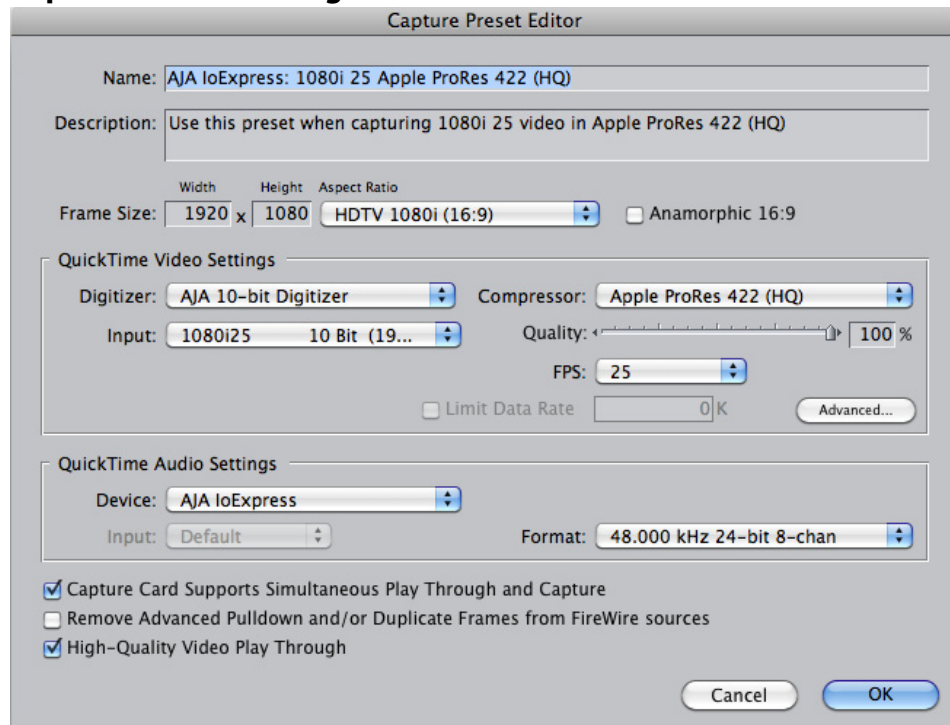 Capture Preset Editor
Name: AJA IoExpress: 1080i 25 Apple ProRes 422 (HQ)
Description: Use this preset when capturing 1080i 25 video in Apple ProRes 422 (HQ)
Width Height Aspect Ratio
Frame Size: 1920 x 1080 HDTV 1080i (16:9) Anamorphic 16:9
QuickTime Video Settings
Digitizer: AJA 10-bit Digitizer Compressor: Apple ProRes 422 (HQ)
Input: 1080i25 10 Bit (19... Quality: 100 %
FPS: 25
Limit Data Rate 0 K Advanced...
QuickTime Audio Settings
Device: AJA IoExpress
Input: Default Format: 48.000 kHz 24-bit 8-chan
Capture Card Supports Simultaneous Play Through and Capture
Remove Advanced Pulldown and/or Duplicate Frames from FireWire sources
High-Quality Video Play Through
Cancel OK